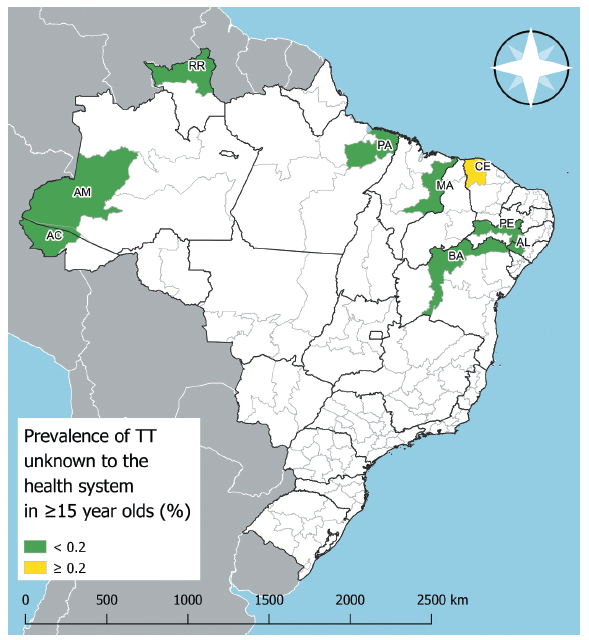 RR
PA
CE
MA
AM
PE
AC
AL
BA
Prevalence of TT
unknown to the
health system
in ≥15 year olds (%)
< 0.2
≥ 0.2
0 500 1000 1500 2000 2500 km